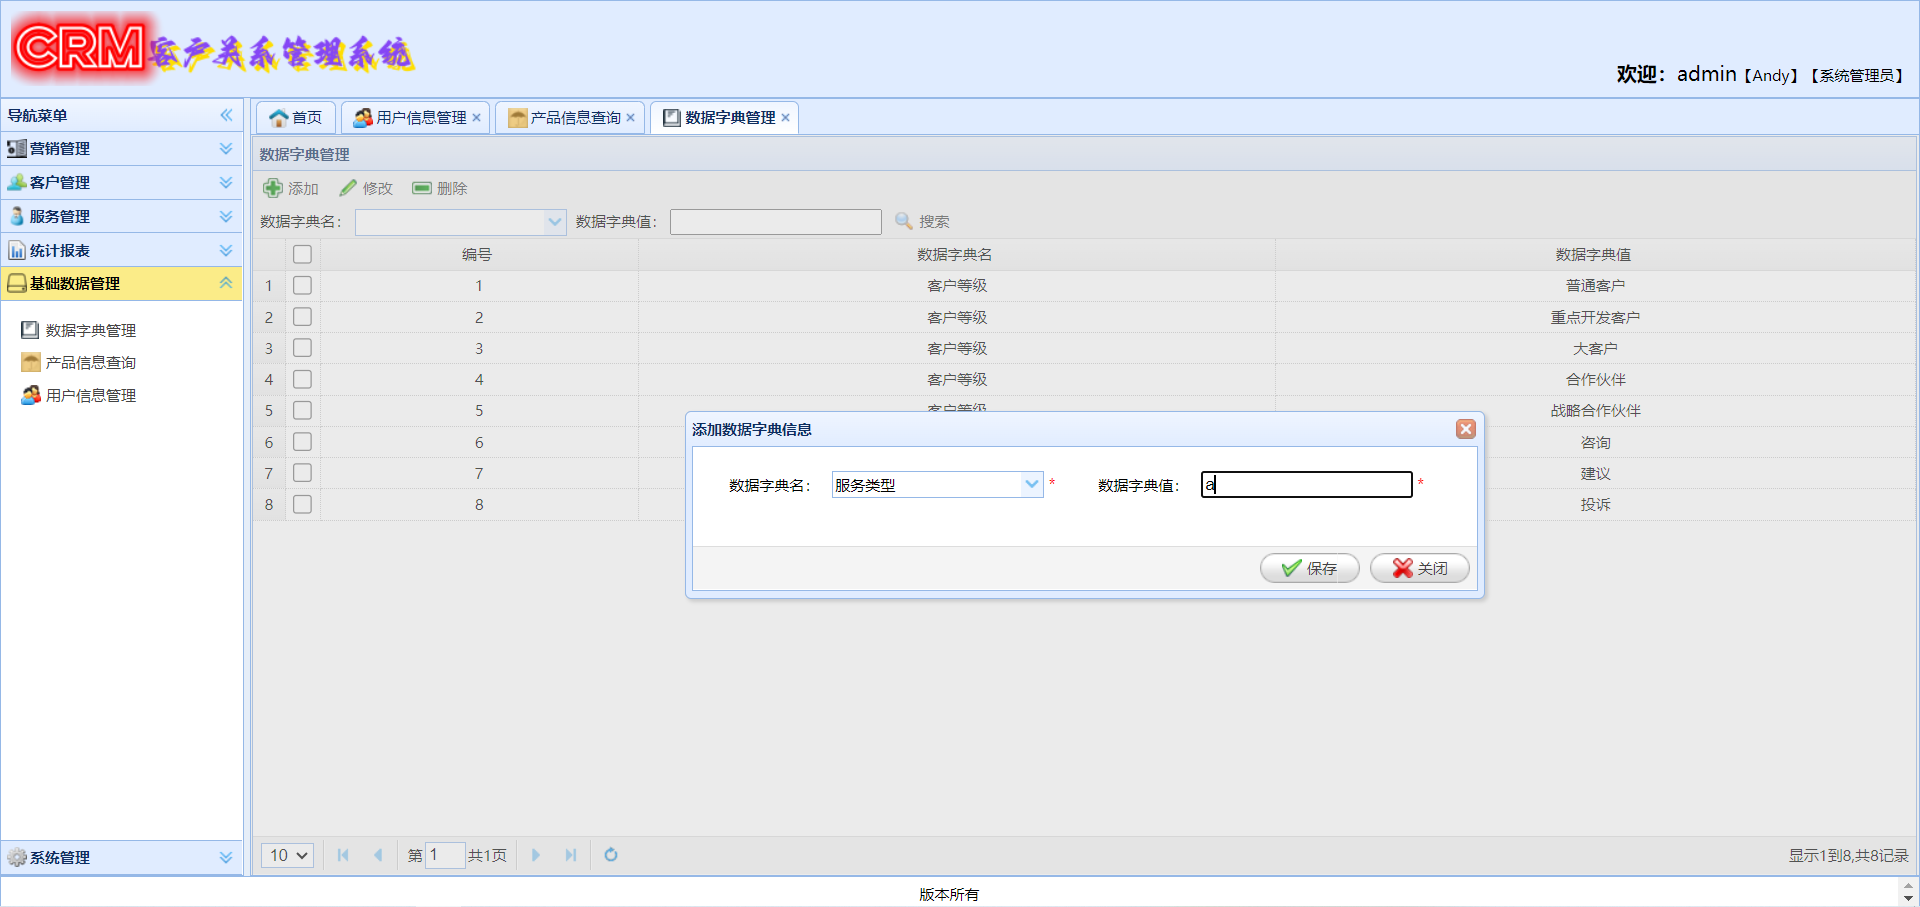 CRM客户关系管理系统
欢迎：admin【Andy】【系统管理员】
导航菜单
营销管理
客户管理
服务管理
统计报表
基础数据管理
数据字典管理
产品信息查询
用户信息管理
系统管理
首页 用户信息管理 产品信息查询 数据字典管理
数据字典管理
添加 修改 删除
数据字典名： 数据字典值： 搜索
编号 数据字典名 数据字典值
1 1 客户等级 普通客户
2 2 客户等级 重点开发客户
3 3 客户等级 大客户
4 4 客户等级 合作伙伴
5 5 客户等级 战略合作伙伴
6 6 咨询
7 7 建议
8 8 投诉
添加数据字典信息
数据字典名： 服务类型 * 数据字典值： a *
保存 关闭
10 第 1 共1页 显示1到8,共8记录
版本所有